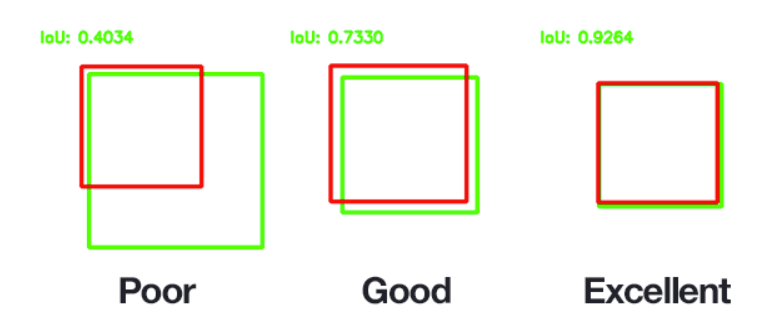 IoU: 0.4034
IoU: 0.7330
IoU: 0.9264
Poor
Good
Excellent